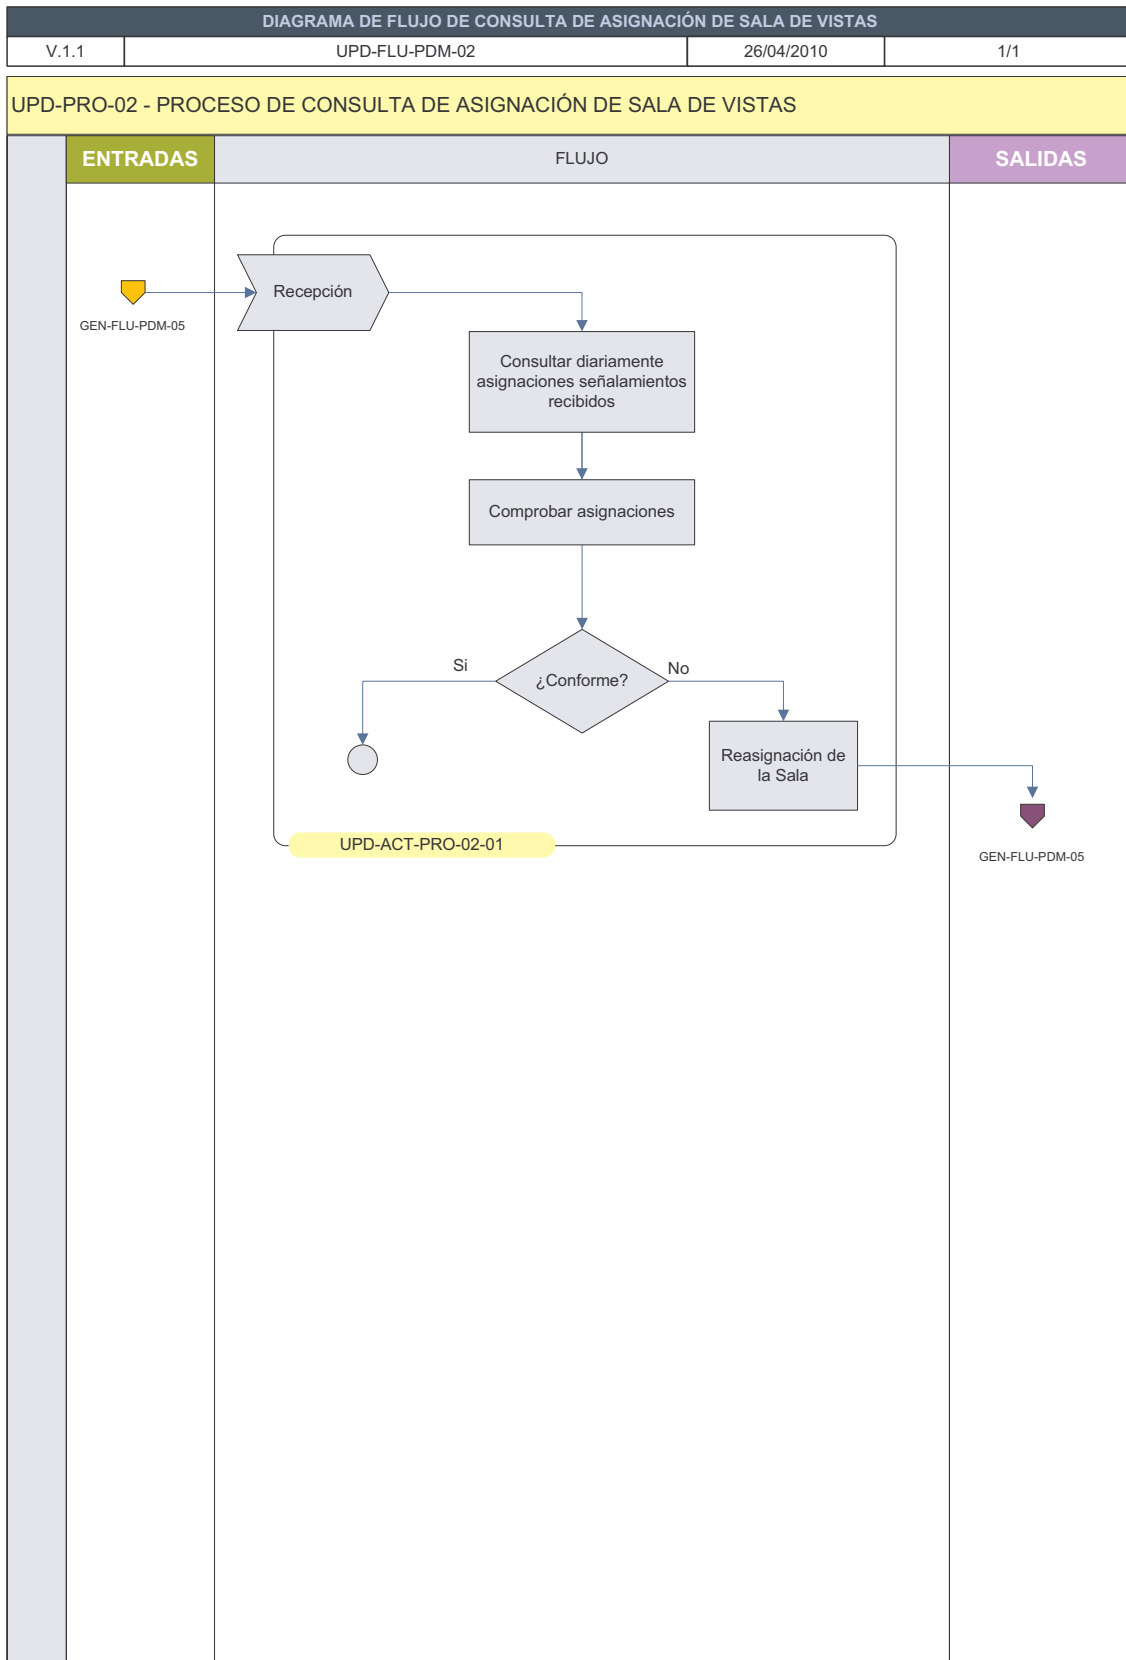 DIAGRAMA DE FLUJO DE CONSULTA DE ASIGNACIÓN DE SALA DE VISTAS
V.1.1
UPD-FLU-PDM-02
26/04/2010
1/1
UPD-PRO-02 - PROCESO DE CONSULTA DE ASIGNACIÓN DE SALA DE VISTAS
ENTRADAS
FLUJO
SALIDAS
Recepción
GEN-FLU-PDM-05
Consultar diariamente
asignaciones señalamientos
recibidos
Comprobar asignaciones
Si
¿Conforme?
No
Reasignación de
la Sala
UPD-ACT-PRO-02-01
GEN-FLU-PDM-05